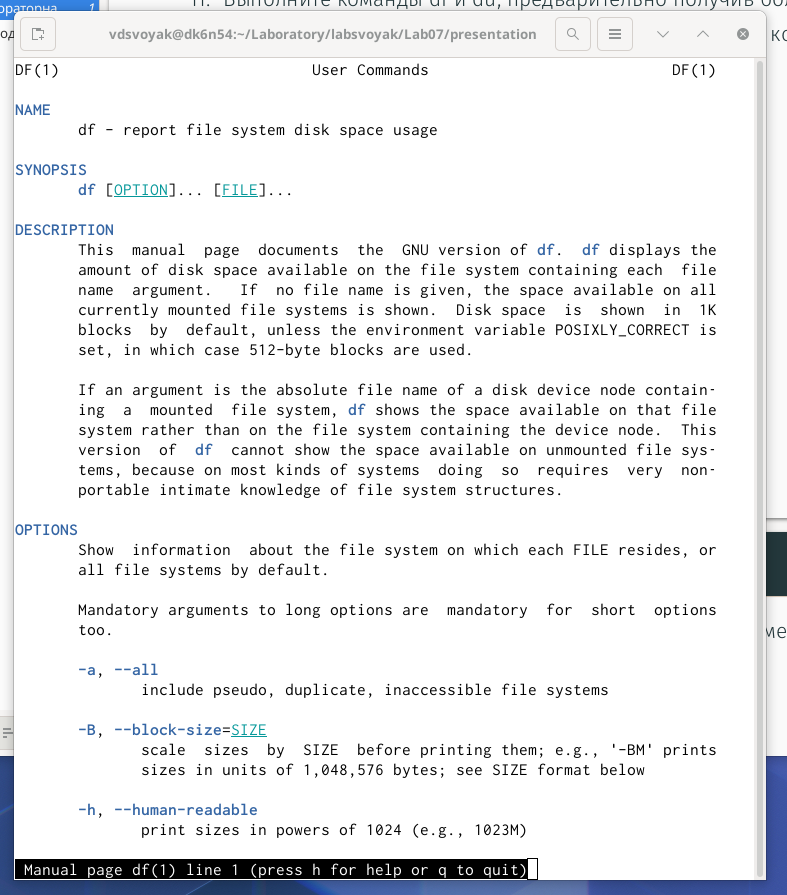 ораторна 1
11. Выполните команды df и du, предварительно получив
vdsvoyak@dk6n54:~/Laboratory/labsvoyak/Lab07/presentation
DF(1) User Commands DF(1)
NAME
df - report file system disk space usage
SYNOPSIS
df [OPTION]... [FILE]...
DESCRIPTION
This manual page documents the GNU version of df. df displays the
amount of disk space available on the file system containing each file
name argument. If no file name is given, the space available on all
currently mounted file systems is shown. Disk space is shown in 1K
blocks by default, unless the environment variable POSIXLY_CORRECT is
set, in which case 512-byte blocks are used.
If an argument is the absolute file name of a disk device node contain-
ing a mounted file system, df shows the space available on that file
system rather than on the file system containing the device node. This
version of df cannot show the space available on unmounted file sys-
tems, because on most kinds of systems doing so requires very non-
portable intimate knowledge of file system structures.
OPTIONS
Show information about the file system on which each FILE resides, or
all file systems by default.
Mandatory arguments to long options are mandatory for short options
too.
-a, --all
include pseudo, duplicate, inaccessible file systems
-B, --block-size=SIZE
scale sizes by SIZE before printing them; e.g., '-BM' prints
sizes in units of 1,048,576 bytes; see SIZE format below
-h, --human-readable
print sizes in powers of 1024 (e.g., 1023M)
Manual page df(1) line 1 (press h for help or q to quit)